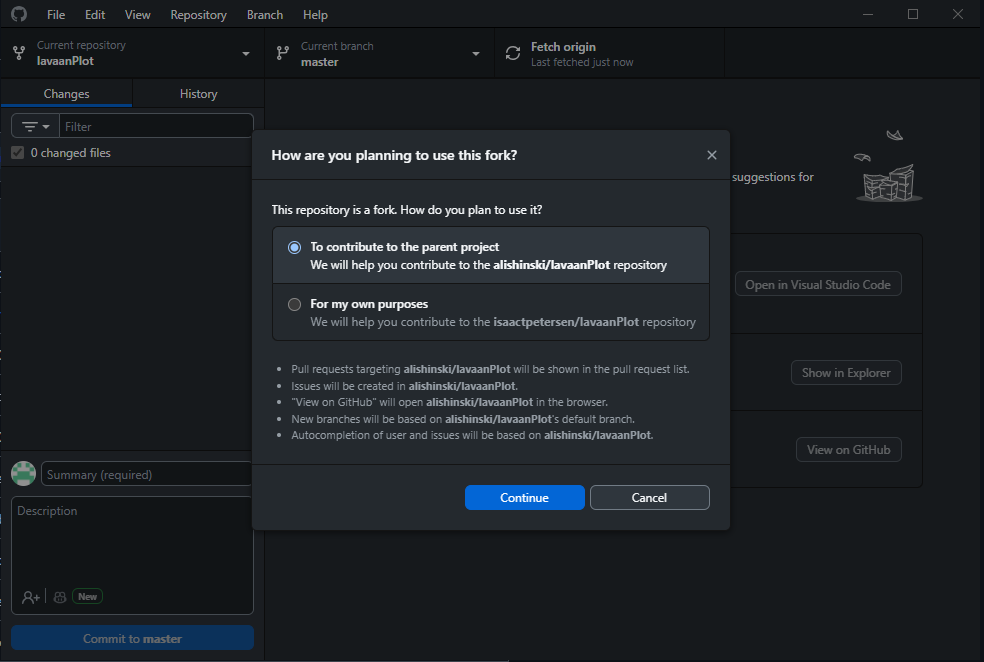 File Edit View Repository Branch Help
Current repository
lavaanPlot
Current branch
master
Fetch origin
Last fetched just now
Changes
History
Filter
0 changed files
suggestions for
Open in Visual Studio Code
Show in Explorer
View on GitHub
How are you planning to use this fork?
This repository is a fork. How do you plan to use it?
To contribute to the parent project
We will help you contribute to the alishinski/lavaanPlot repository
For my own purposes
We will help you contribute to the isaactpetersen/lavaanPlot repository
• Pull requests targeting alishinski/lavaanPlot will be shown in the pull request list.
• Issues will be created in alishinski/lavaanPlot.
• "View on GitHub" will open alishinski/lavaanPlot in the browser.
• New branches will be based on alishinski/lavaanPlot's default branch.
• Autocompletion of user and issues will be based on alishinski/lavaanPlot.
Continue
Cancel
Summary (required)
Description
New
Commit to master